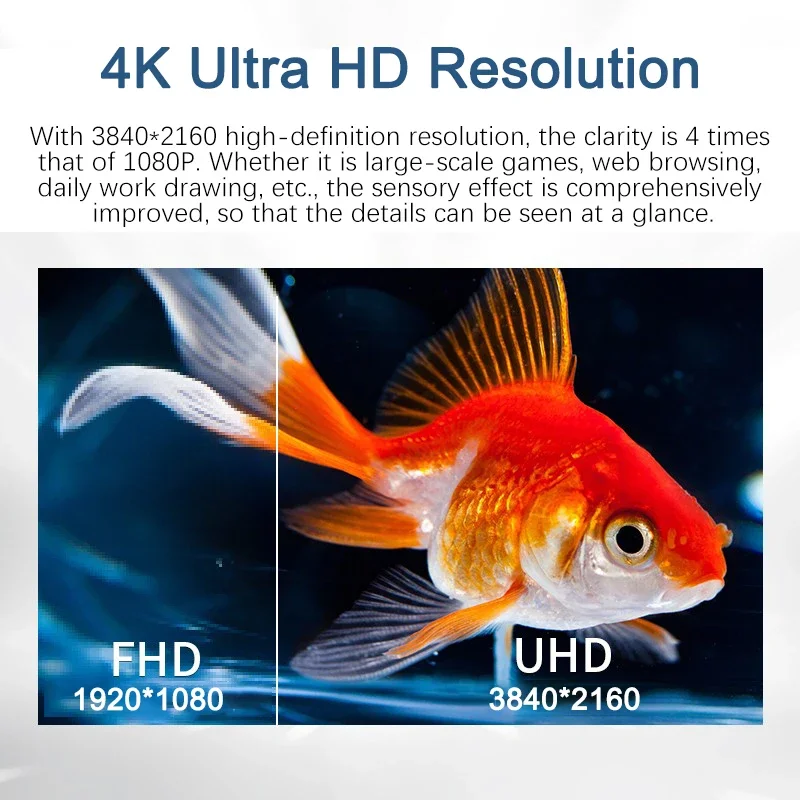 4K Ultra HD Resolution
With 3840*2160 high-definition resolution, the clarity is 4 times
that of 1080P. Whether it is large-scale games, web browsing,
daily work drawing, etc., the sensory effect is comprehensively
improved, so that the details can be seen at a glance.
FHD
1920*1080
UHD
3840*2160